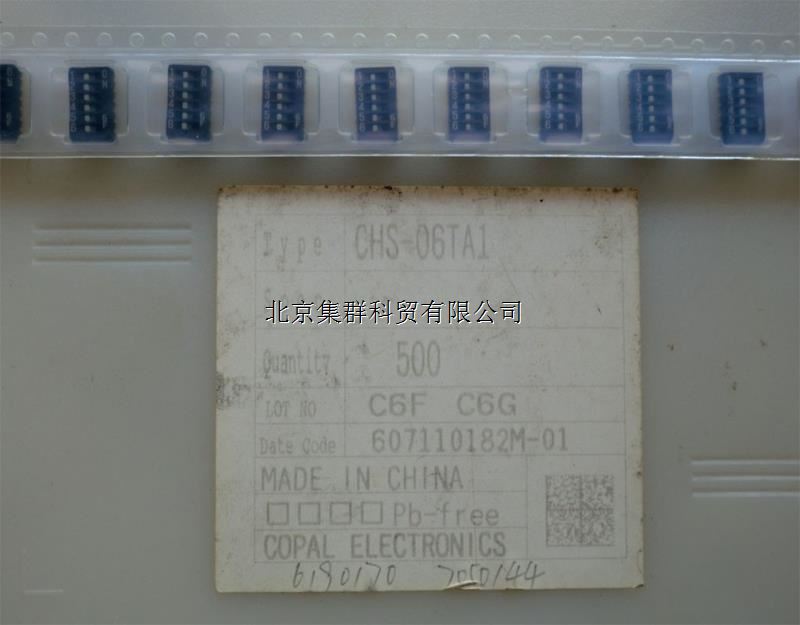 Type CHS-06TA1
北京集群科贸有限公司
Quantity 500
LOT NO C6F C6G
Date Code 607110182M-01
MADE IN CHINA
Pb-free
COPAL ELECTRONICS
6190170 7050144